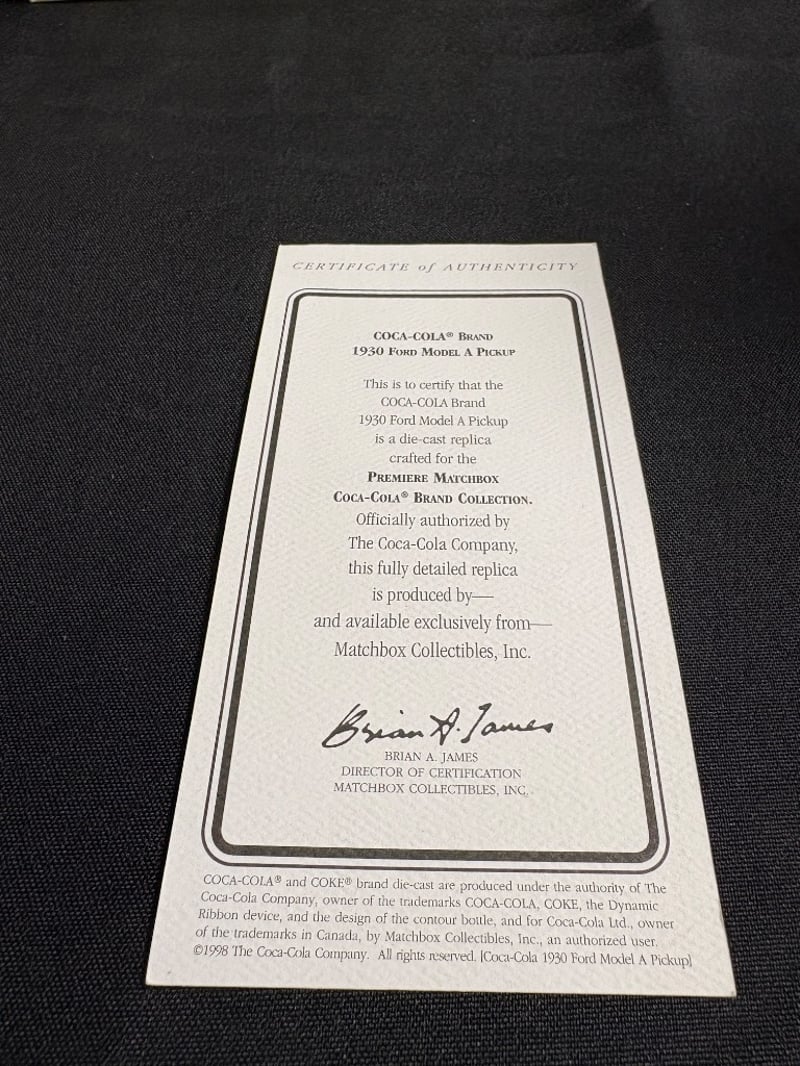 CERTIFICATE of AUTHENTICITY
COCA-COLA® BRAND
1930 FORD MODEL A PICKUP
This is to certify that the
COCA-COLA Brand
1930 Ford Model A Pickup
is a die-cast replica
crafted for the
PREMIERE MATCHBOX
COCA-COLA® BRAND COLLECTION.
Officially authorized by
The Coca-Cola Company,
this fully detailed replica
is produced by—
and available exclusively from—
Matchbox Collectibles, Inc.
Brian A. James
BRIAN A. JAMES
DIRECTOR OF CERTIFICATION
MATCHBOX COLLECTIBLES, INC.
COCA-COLA® and COKE® brand die-cast are produced under the authority of The
Coca-Cola Company, owner of the trademarks COCA-COLA, COKE, the Dynamic
Ribbon device, and the design of the contour bottle, and for Coca-Cola Ltd., owner
of the trademarks in Canada, by Matchbox Collectibles, Inc., an authorized user.
©1998 The Coca-Cola Company. All rights reserved. [Coca-Cola 1930 Ford Model A Pickup]